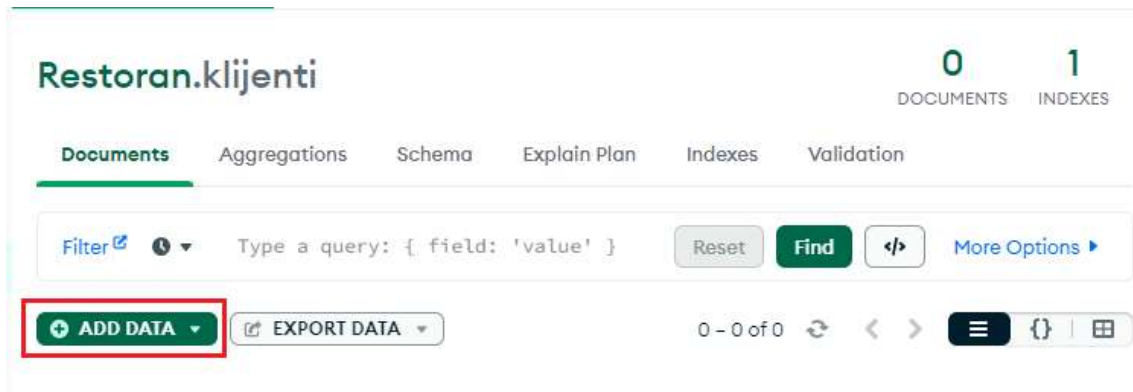 Restoran.klijenti
0 1
DOCUMENTS INDEXES
Documents Aggregations Schema Explain Plan Indexes Validation
Filter Type a query: { field: 'value' } Reset Find </> More Options
ADD DATA EXPORT DATA 0 – 0 of 0 {}